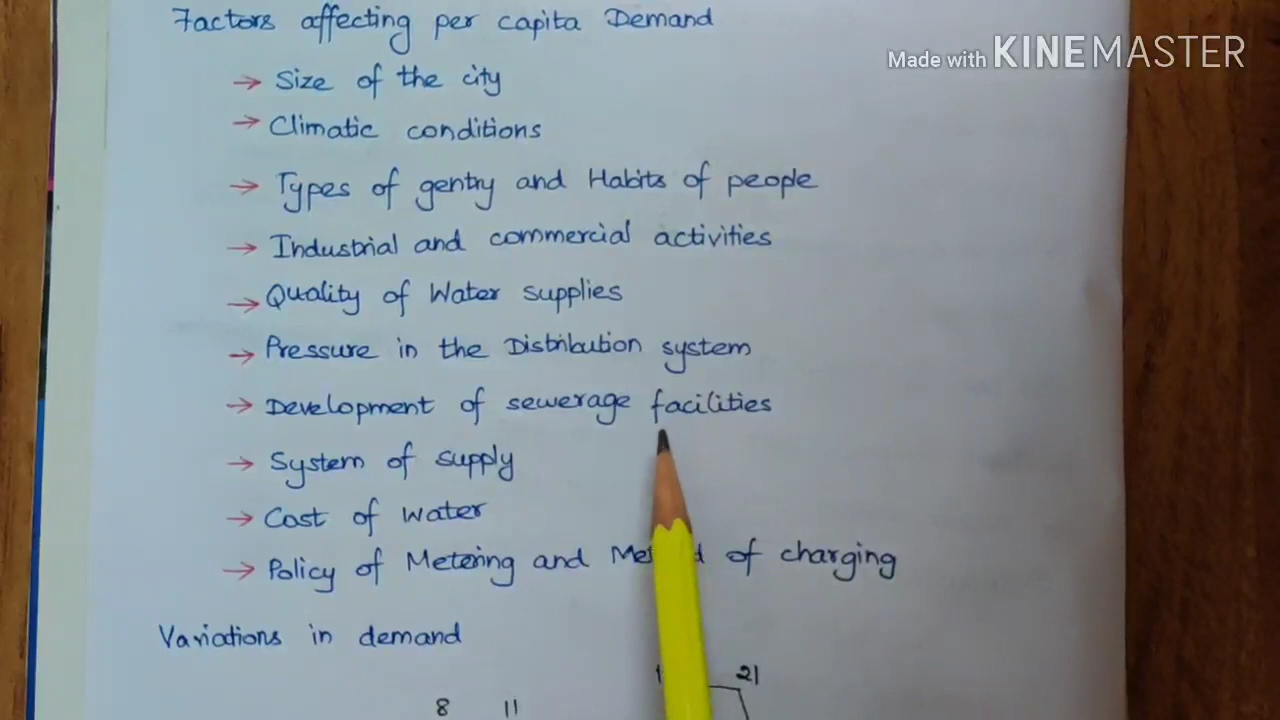 Factors affecting per capita Demand
Made with KINEMASTER
→ Size of the city
→ Climatic conditions
→ Types of gentry and Habits of people
→ Industrial and commercial activities
→ Quality of Water supplies
→ Pressure in the Distribution system
→ Development of sewerage facilities
→ System of supply
→ Cost of Water
→ Policy of Metering and of charging
Variations in demand
21
8 11